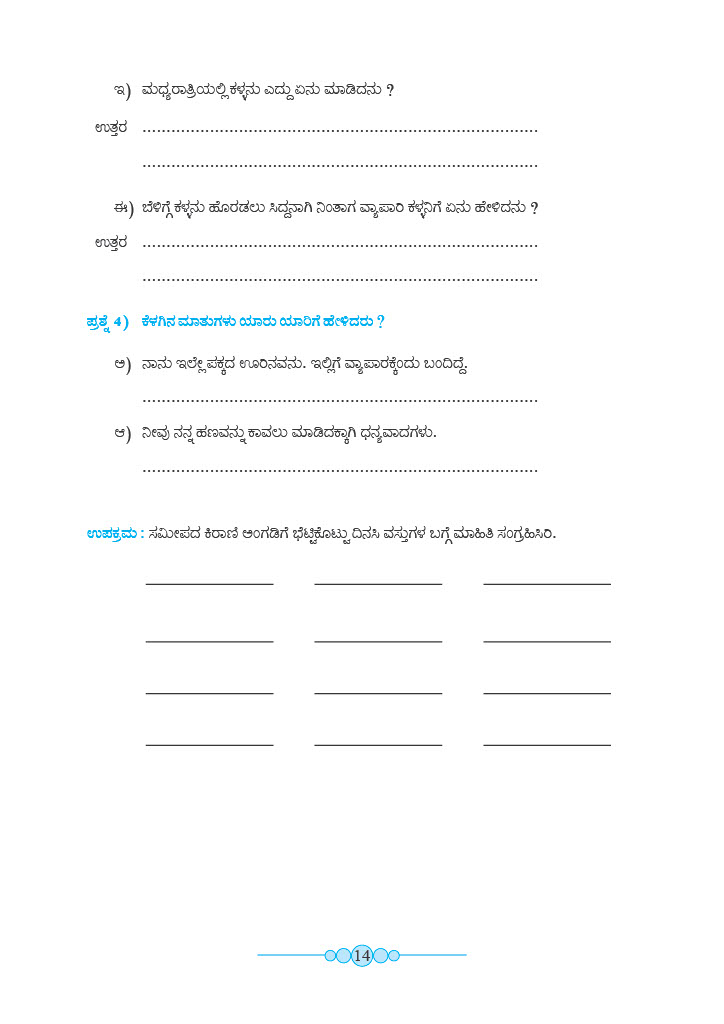 ಇ) ಮಧ್ಯರಾತ್ರಿಯಲ್ಲಿ ಕಳ್ಳನು ಎದ್ದು ಏನು ಮಾಡಿದನು ?
ಉತ್ತರ ..................................................................................
..................................................................................
ಈ) ಬೆಳಿಗ್ಗೆ ಕಳ್ಳನು ಹೊರಡಲು ಸಿದ್ದನಾಗಿ ನಿಂತಾಗ ವ್ಯಾಪಾರಿ ಕಳ್ಳನಿಗೆ ಏನು ಹೇಳಿದನು ?
ಉತ್ತರ ..................................................................................
..................................................................................
ಪ್ರಶ್ನೆ 4) ಕೆಳಗಿನ ಮಾತುಗಳು ಯಾರು ಯಾರಿಗೆ ಹೇಳಿದರು ?
ಅ) ನಾನು ಇಲ್ಲೇ ಪಕ್ಕದ ಊರಿನವನು. ಇಲ್ಲಿಗೆ ವ್ಯಾಪಾರಕ್ಕೆಂದು ಬಂದಿದ್ದೆ.
..................................................................................
ಆ) ನೀವು ನನ್ನ ಹಣವನ್ನು ಕಾವಲು ಮಾಡಿದಕ್ಕಾಗಿ ಧನ್ಯವಾದಗಳು.
..................................................................................
ಉಪಕ್ರಮ : ಸಮೀಪದ ಕಿರಾಣಿ ಅಂಗಡಿಗೆ ಭೆಟ್ಟಿಕೊಟ್ಟು ದಿನಸಿ ವಸ್ತುಗಳ ಬಗ್ಗೆ ಮಾಹಿತಿ ಸಂಗ್ರಹಿಸಿರಿ.
14